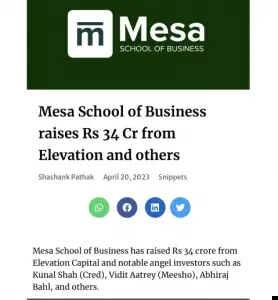 m Mesa
SCHOOL OF BUSINESS
Mesa School of Business
raises Rs 34 Cr from
Elevation and others
Shashank Pathak April 20, 2023 Snippets
Mesa School of Business has raised Rs 34 crore from
Elevation Capital and notable angel investors such as
Kunal Shah (Cred), Vidit Aatrey (Meesho), Abhiraj
Bahl, and others.